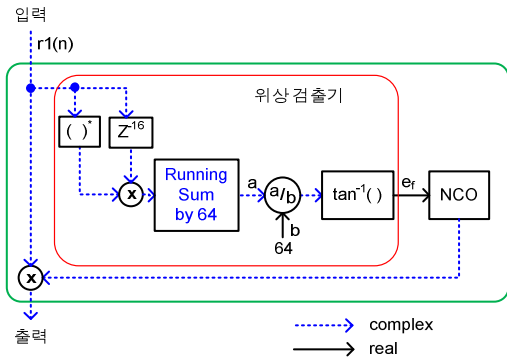 입력
r1(n)
위상 검출기
( )*
Z-16
x
Running
Sum
by 64
a
a/b
b
64
tan-1( )
ef
NCO
x
출력
complex
real